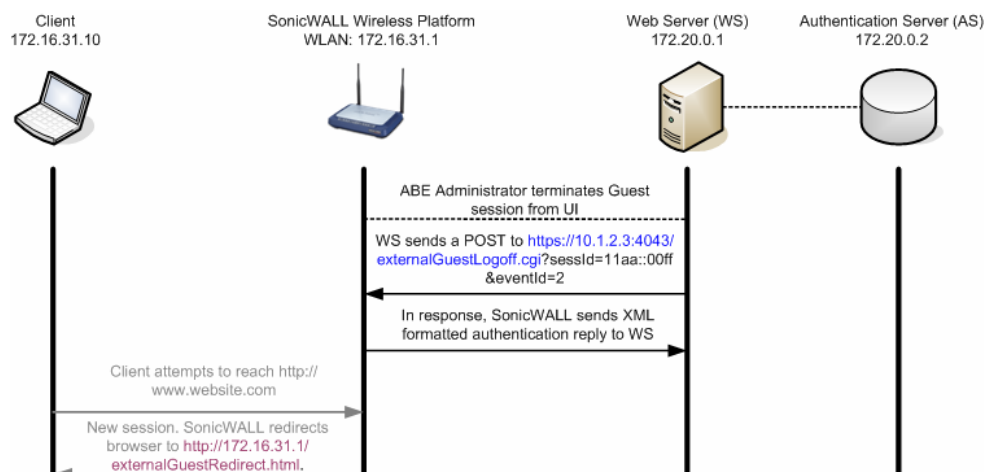 Client
172.16.31.10
SonicWALL Wireless Platform
WLAN: 172.16.31.1
Web Server (WS)
172.20.0.1
Authentication Server (AS)
172.20.0.2
ABE Administrator terminates Guest
session from UI
WS sends a POST to https://10.1.2.3:4043/
externalGuestLogoff.cgi?sessId=11aa::00ff
&eventId=2
In response, SonicWALL sends XML
formatted authentication reply to WS
Client attempts to reach http://
www.website.com
New session. SonicWALL redirects
browser to http://172.16.31.1/
externalGuestRedirect.html.